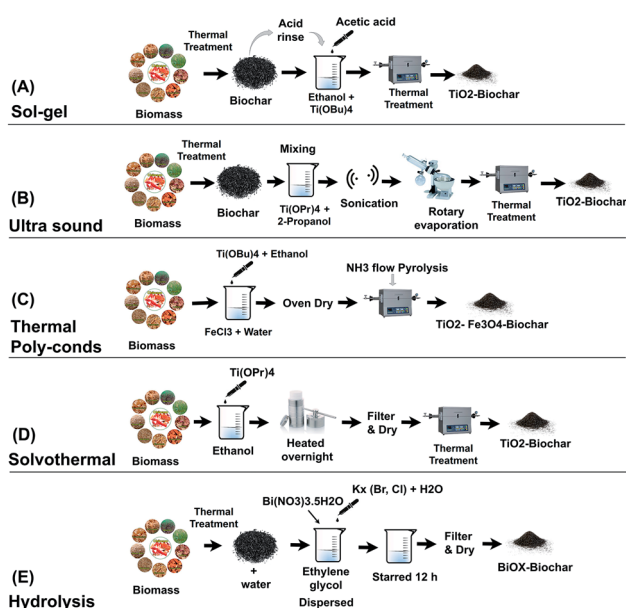 (A)
Sol-gel
Biomass
Thermal
Treatment
Biochar
Acid
rinse
Acetic acid
Ethanol +
Ti(OBu)4
Thermal
Treatment
TiO2-Biochar
(B)
Ultra sound
Biomass
Thermal
Treatment
Biochar
Mixing
Ti(OPr)4 +
2-Propanol
Sonication
Rotary
evaporation
Thermal
Treatment
TiO2-Biochar
(C)
Thermal
Poly-conds
Biomass
Ti(OBu)4 + Ethanol
FeCl3 + Water
Oven Dry
NH3 flow Pyrolysis
TiO2- Fe3O4-Biochar
(D)
Solvothermal
Biomass
Ti(OPr)4
Ethanol
Heated
overnight
Filter
& Dry
Thermal
Treatment
TiO2-Biochar
(E)
Hydrolysis
Biomass
Thermal
Treatment
+
water
Bi(NO3)3.5H2O
Kx (Br, Cl) + H2O
Ethylene
glycol
Dispersed
Starred 12 h
Filter
& Dry
BiOX-Biochar